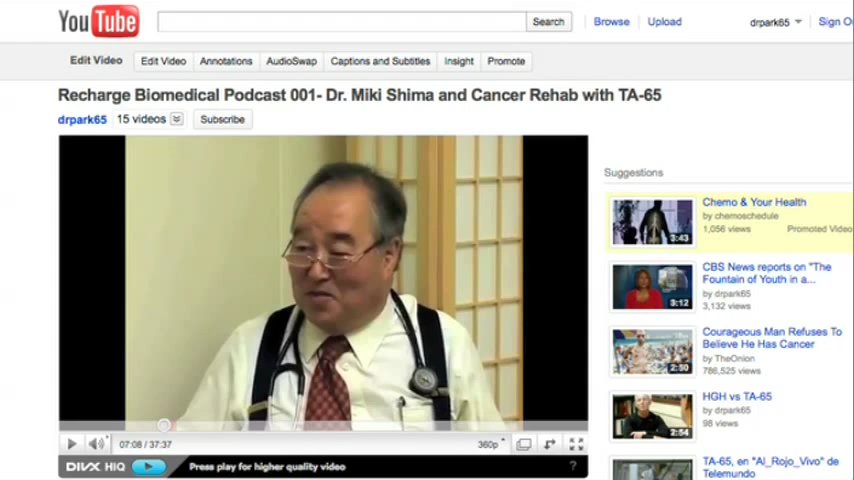 YouTube
Search
Browse
Upload
drpark65
Sign O
Edit Video
Edit Video
Annotations
AudioSwap
Captions and Subtitles
Insight
Promote
Recharge Biomedical Podcast 001- Dr. Miki Shima and Cancer Rehab with TA-65
drpark65
15 videos
Subscribe
Suggestions
Chemo & Your Health
by chemoschedule
1,056 views
Promoted Video
3:43
CBS News reports on "The
Fountain of Youth in a...
by drpark65
3,132 views
3:12
Courageous Man Refuses To
Believe He Has Cancer
by TheOnion
786,525 views
2:50
HGH vs TA-65
by drpark65
98 views
2:54
TA-65, en "Al_Rojo_Vivo" de
Telemundo
07:08 / 37:37
360p
DIVX HiQ
Press play for higher quality video
?